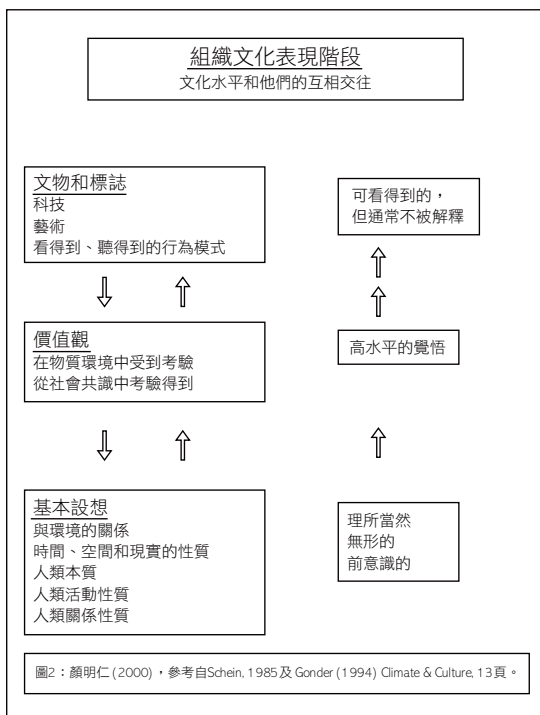 組織文化表現階段
文化水平和他們的互相交往
文物和標誌
科技
藝術
看得到、聽得到的行為模式
可看得到的，
但通常不被解釋
價值觀
在物質環境中受到考驗
從社會共識中考驗得到
高水平的覺悟
基本設想
與環境的關係
時間、空間和現實的性質
人類本質
人類活動性質
人類關係性質
理所當然
無形的
前意識的
圖2：顏明仁 (2000)，參考自Schein, 1985及 Gonder (1994) Climate & Culture, 13頁。